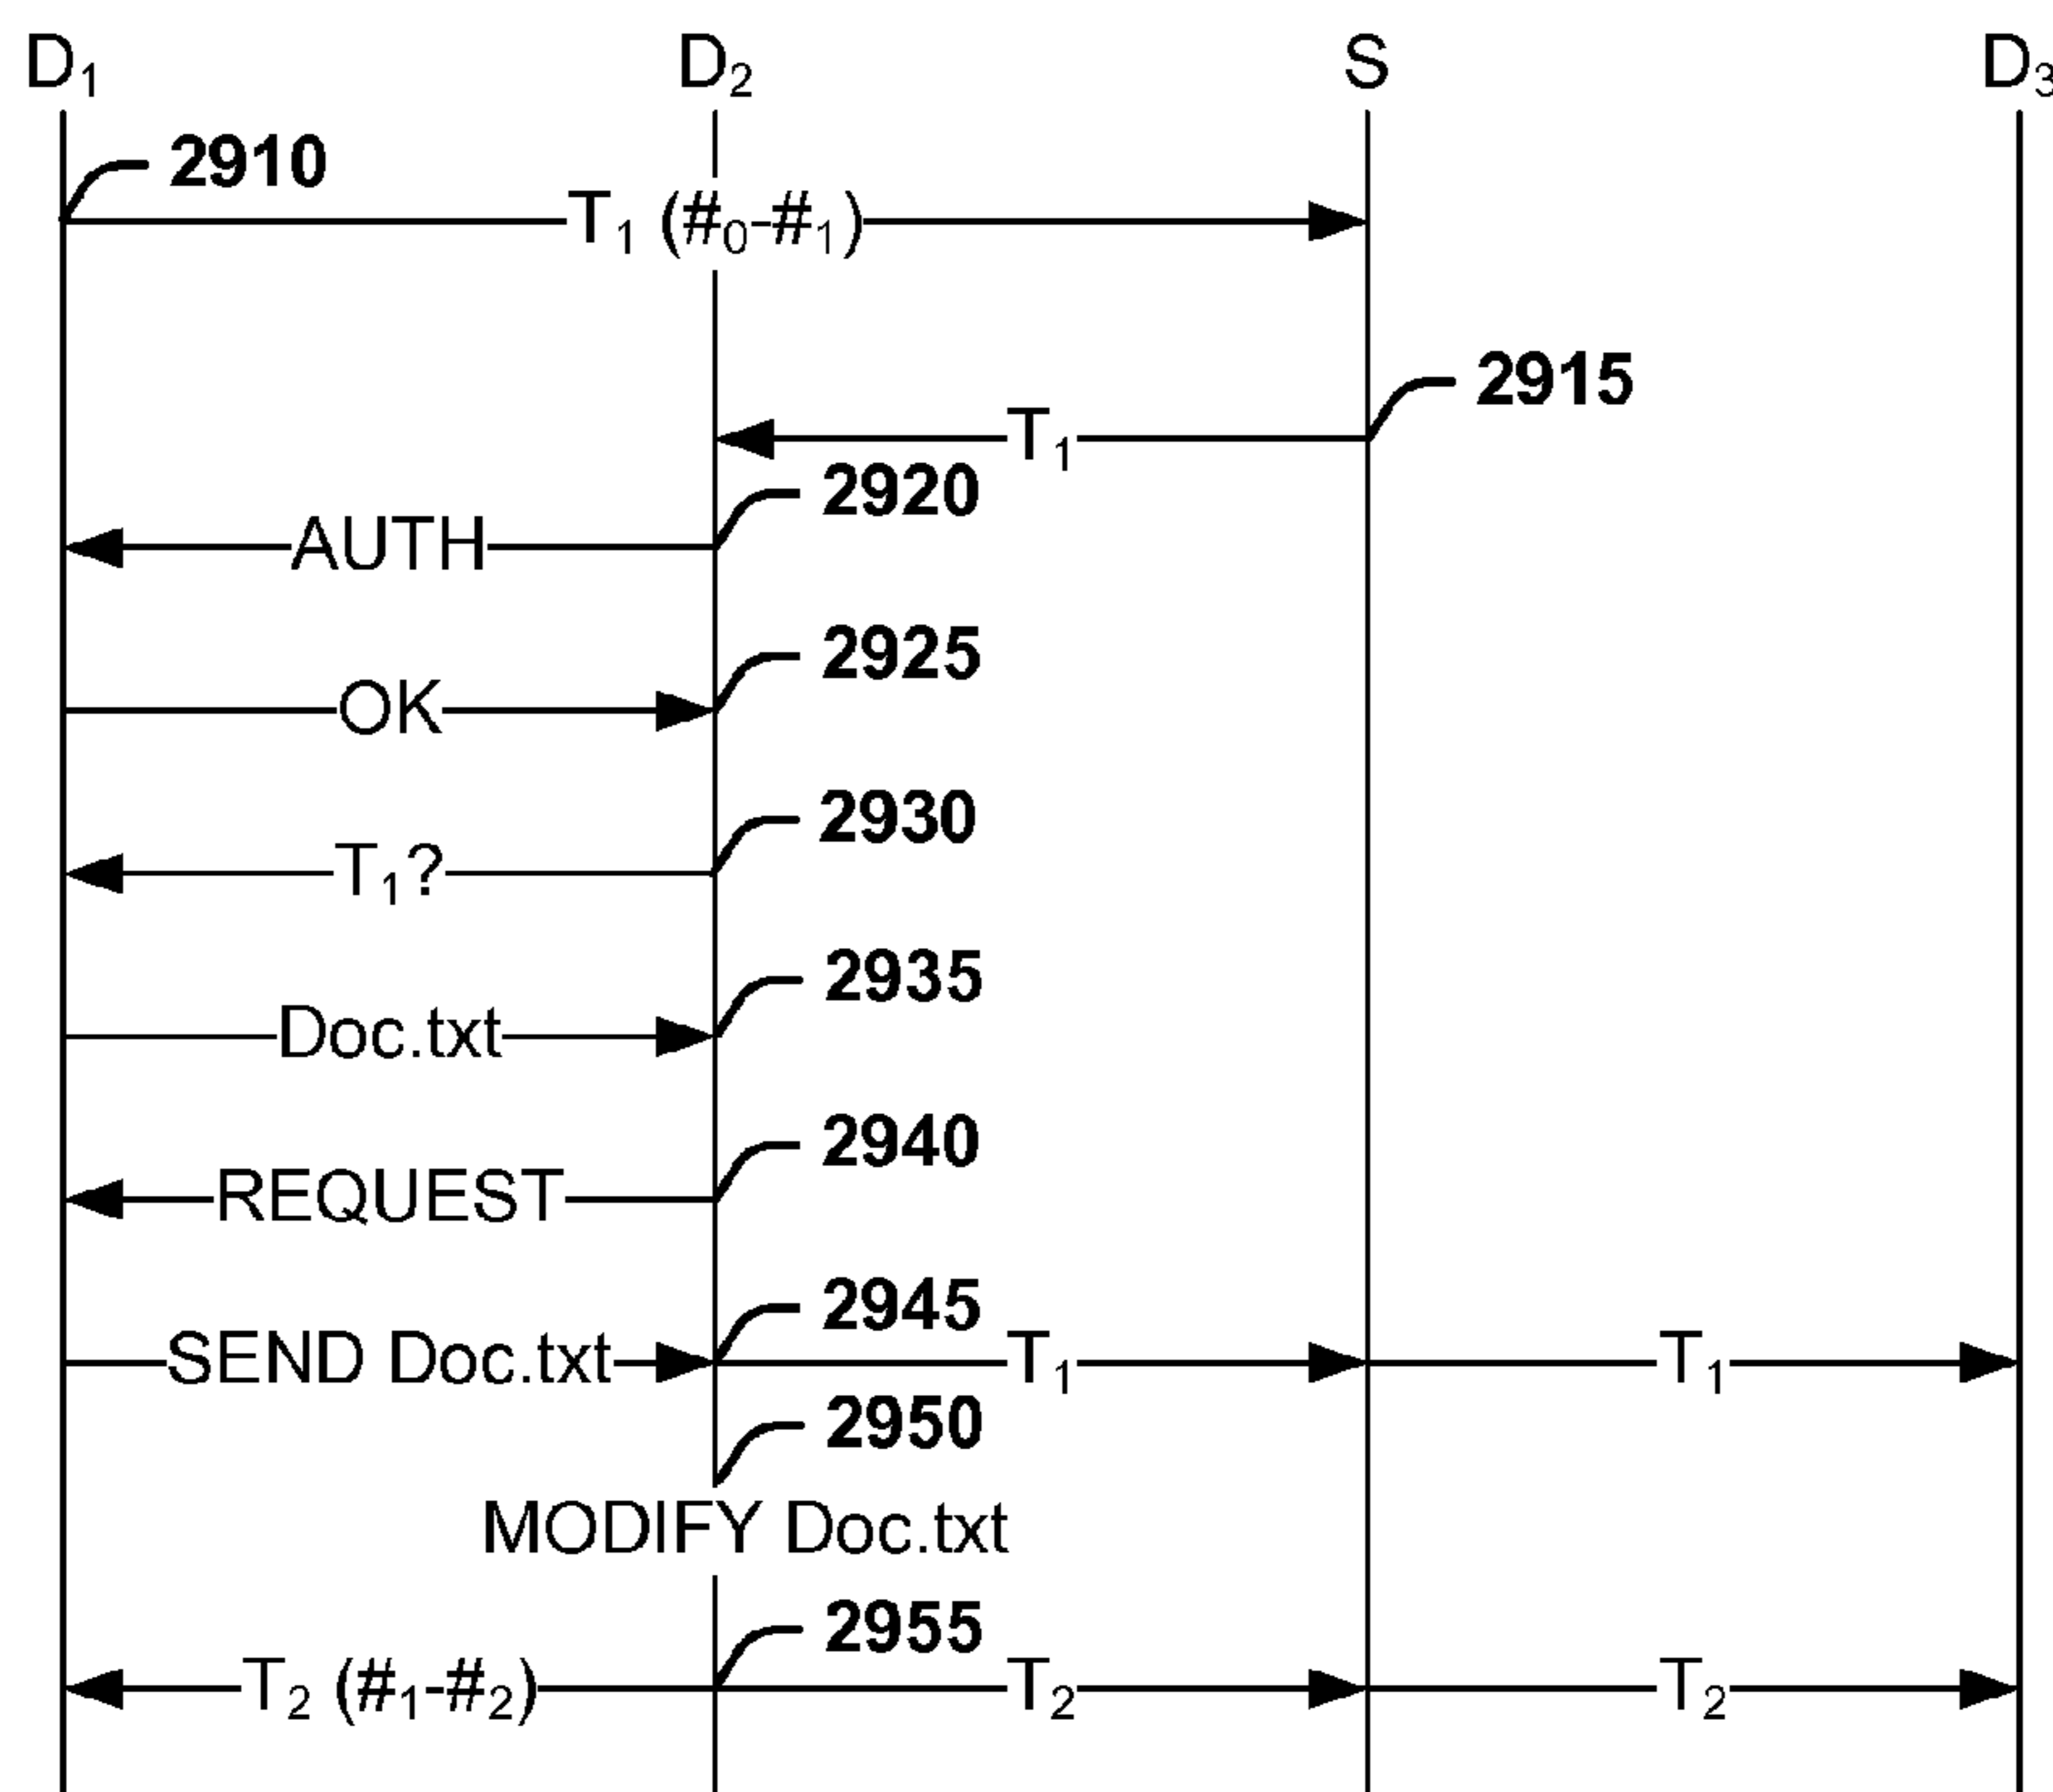 D₁ D₂ S D₃
2910
T₁ (#₀-#₁)
2915
T₁
2920
AUTH
2925
OK
2930
T₁?
2935
Doc.txt
2940
REQUEST
2945
SEND Doc.txt T₁ T₁
2950
MODIFY Doc.txt
2955
T₂ (#₁-#₂) T₂ T₂